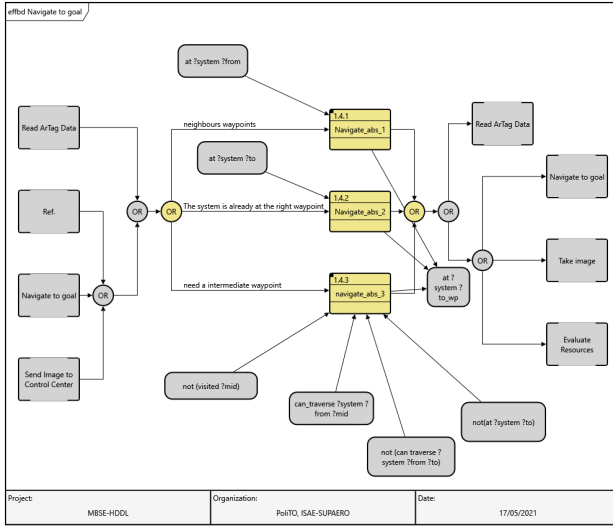 effbd Navigate to goal
at ?system ?from
Read ArTag Data
neighbours waypoints
1.4.1
Navigate_abs_1
Read ArTag Data
at ?system ?to
Navigate to goal
Ref.
OR
OR
The system is already at the right waypoint
1.4.2
Navigate_abs_2
OR
OR
Navigate to goal
OR
need a intermediate waypoint
1.4.3
navigate_abs_3
at ?
system ?
to_wp
OR
Take image
Send Image to
Control Center
Evaluate
Resources
not (visited ?mid)
can_traverse ?system ?
from ?mid
not(at ?system ?to)
not (can traverse ?
system ?from ?to)
Project:
MBSE-HDDL
Organization:
PoliTO, ISAE-SUPAERO
Date:
17/05/2021